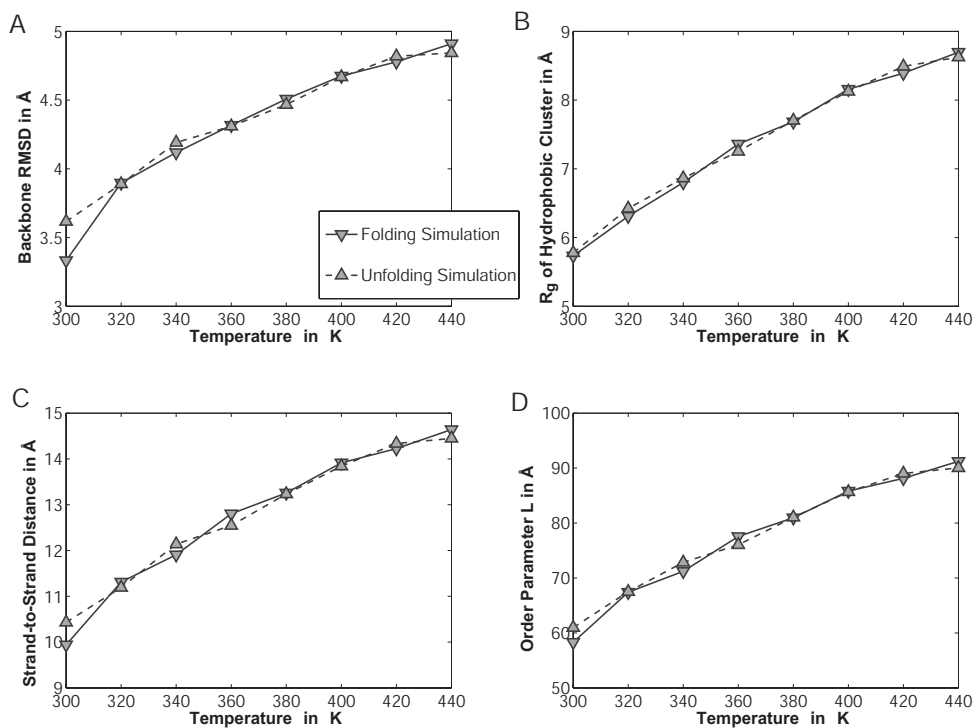 A
Backbone RMSD in Å
5
4.5
4
3.5
3
300 320 340 360 380 400 420 440
Temperature in K
Folding Simulation
Unfolding Simulation
B
Rg of Hydrophobic Cluster in Å
9
8
7
6
5
300 320 340 360 380 400 420 440
Temperature in K
C
Strand-to-Strand Distance in Å
15
14
13
12
11
10
9
300 320 340 360 380 400 420 440
Temperature in K
D
Order Parameter L in Å
100
90
80
70
60
50
300 320 340 360 380 400 420 440
Temperature in K